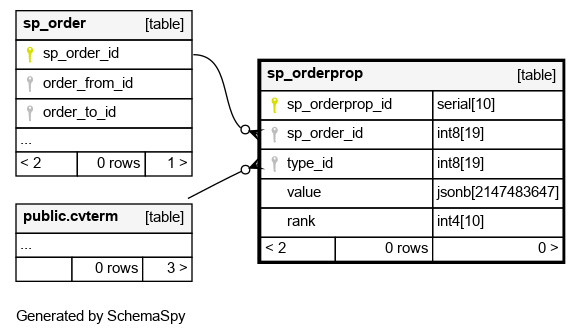 sp_order [table]
sp_order_id
order_from_id
order_to_id
...
< 2 0 rows 1 >
public.cvterm [table]
...
0 rows 3 >
sp_orderprop [table]
sp_orderprop_id serial[10]
sp_order_id int8[19]
type_id int8[19]
value jsonb[2147483647]
rank int4[10]
< 2 0 rows 0 >
Generated by SchemaSpy